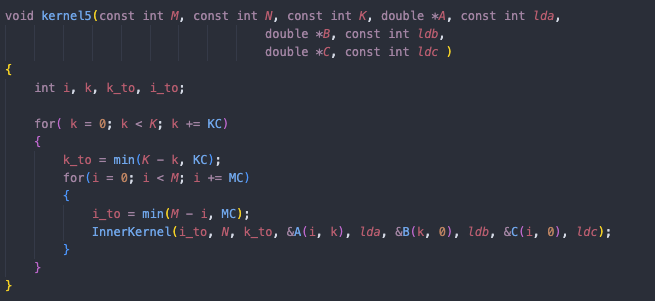 void kernel5(const int M, const int N, const int K, double *A, const int lda,
                                    double *B, const int ldb,
                                    double *C, const int ldc )
{
    int i, k, k_to, i_to;

    for( k = 0; k < K; k += KC)
    {
        k_to = min(K - k, KC);
        for(i = 0; i < M; i += MC)
        {
            i_to = min(M - i, MC);
            InnerKernel(i_to, N, k_to, &A(i, k), lda, &B(k, 0), ldb, &C(i, 0), ldc);
        }
    }
}